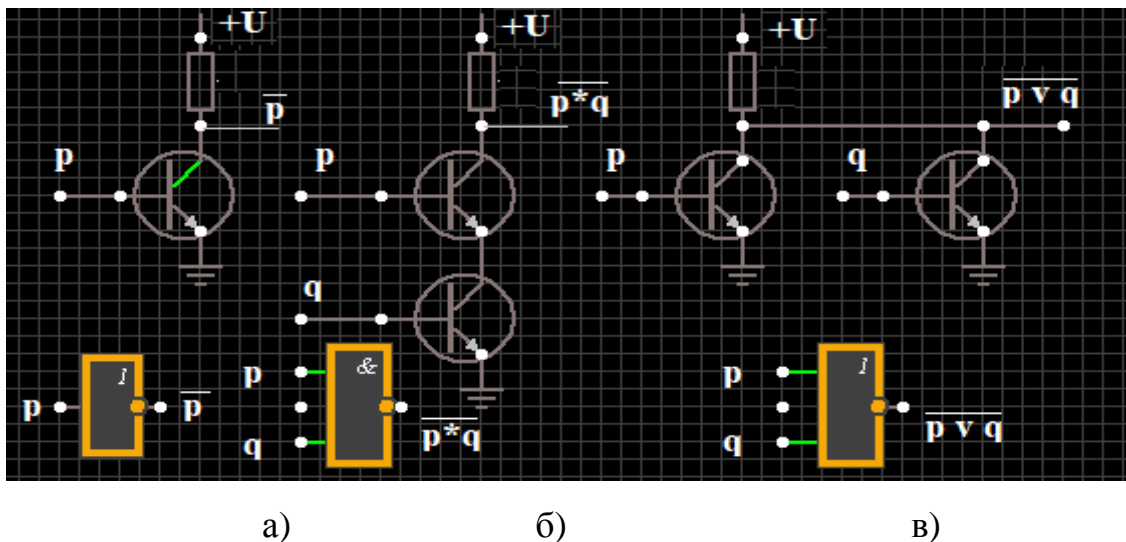 +U
+U
+U
p̅
p̅*̅q̅
p̅ ̅v̅ ̅q̅
p
p
p
q
q
1
&
1
p
p
q
p̅
p̅*̅q̅
p
q
p̅ ̅v̅ ̅q̅
а)
б)
в)